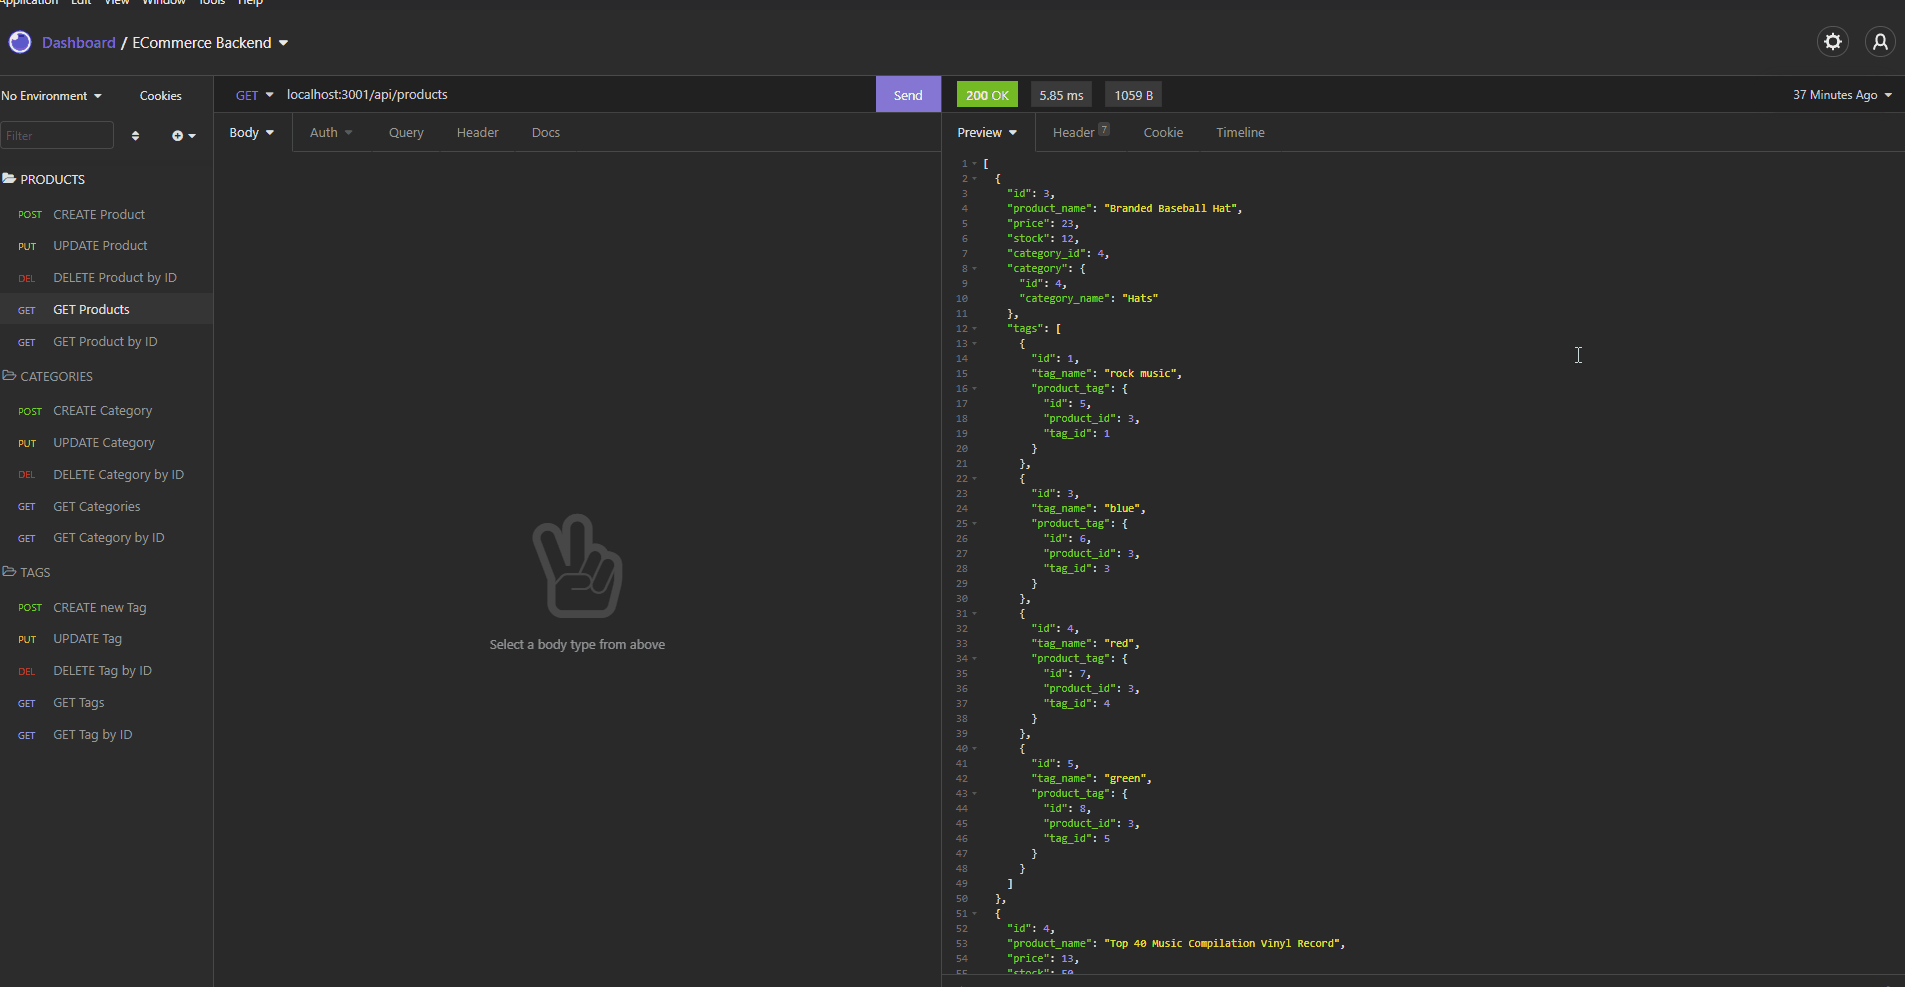 Application Edit View Window Tools Help
Dashboard / ECommerce Backend
No Environment Cookies
Filter
PRODUCTS
POST CREATE Product
PUT UPDATE Product
DEL DELETE Product by ID
GET GET Products
GET GET Product by ID
CATEGORIES
POST CREATE Category
PUT UPDATE Category
DEL DELETE Category by ID
GET GET Categories
GET GET Category by ID
TAGS
POST CREATE new Tag
PUT UPDATE Tag
DEL DELETE Tag by ID
GET GET Tags
GET GET Tag by ID
GET localhost:3001/api/products Send
Body Auth Query Header Docs
Select a body type from above
200 OK 5.85 ms 1059 B 37 Minutes Ago
Preview Header 7 Cookie Timeline
1 [
2 {
3 "id": 3,
4 "product_name": "Branded Baseball Hat",
5 "price": 23,
6 "stock": 12,
7 "category_id": 4,
8 "category": {
9 "id": 4,
10 "category_name": "Hats"
11 },
12 "tags": [
13 {
14 "id": 1,
15 "tag_name": "rock music",
16 "product_tag": {
17 "id": 5,
18 "product_id": 3,
19 "tag_id": 1
20 }
21 },
22 {
23 "id": 3,
24 "tag_name": "blue",
25 "product_tag": {
26 "id": 6,
27 "product_id": 3,
28 "tag_id": 3
29 }
30 },
31 {
32 "id": 4,
33 "tag_name": "red",
34 "product_tag": {
35 "id": 7,
36 "product_id": 3,
37 "tag_id": 4
38 }
39 },
40 {
41 "id": 5,
42 "tag_name": "green",
43 "product_tag": {
44 "id": 8,
45 "product_id": 3,
46 "tag_id": 5
47 }
48 }
49 ]
50 },
51 {
52 "id": 4,
53 "product_name": "Top 40 Music Compilation Vinyl Record",
54 "price": 13,
55 "stock": 50